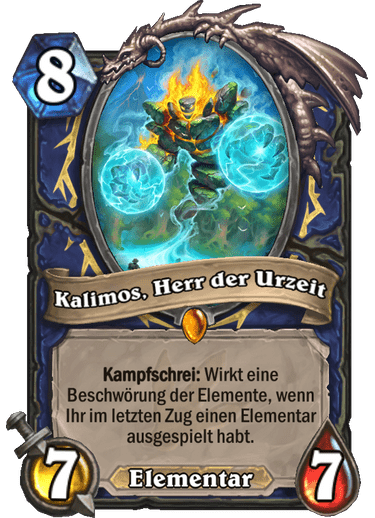 8
Kalimos, Herr der Urzeit
Kampfschrei: Wirkt eine
Beschwörung der Elemente, wenn
Ihr im letzten Zug einen Elementar
ausgespielt habt.
7
Elementar
7